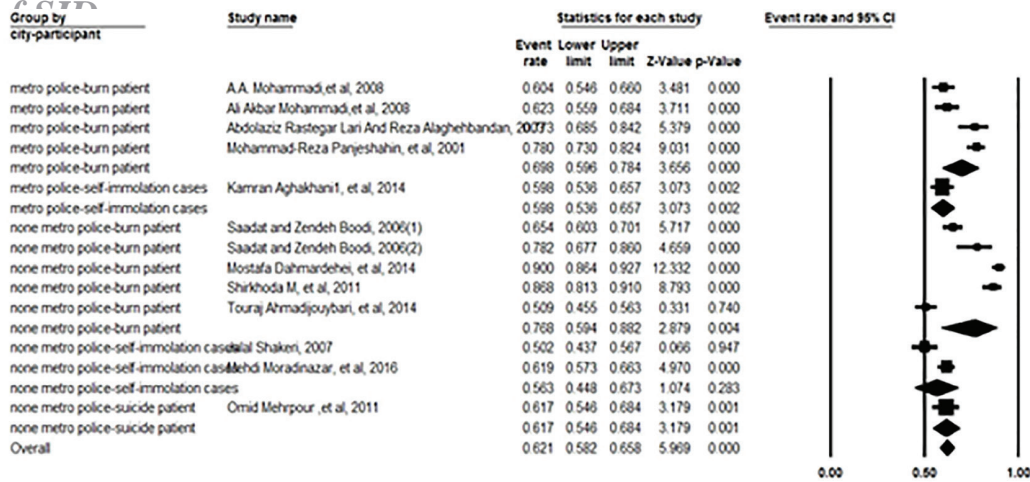 of SID
Group by Study name Statistics for each study Event rate and 95% CI
city-participant
Event Lower Upper
rate limit limit Z-Value p-Value
metro police-burn patient A.A. Mohammadi,et al, 2008 0.604 0.546 0.660 3.481 0.000
metro police-burn patient Ali Akbar Mohammadi,et al, 2008 0.623 0.559 0.684 3.711 0.000
metro police-burn patient Abdolaziz Rastegar Lari And Reza Alaghehbandan, 0.685 0.842 5.379 0.000
metro police-burn patient Mohammad-Reza Panjeshahin, et al, 2001 0.780 0.730 0.824 9.031 0.000
metro police-burn patient 0.698 0.596 0.784 3.656 0.000
metro police-self-immolation cases Kamran Aghakhani1, et al, 2014 0.598 0.536 0.657 3.073 0.002
metro police-self-immolation cases 0.598 0.536 0.657 3.073 0.002
none metro police-burn patient Saadat and Zendeh Boodi, 2006(1) 0.654 0.603 0.701 5.717 0.000
none metro police-burn patient Saadat and Zendeh Boodi, 2006(2) 0.782 0.677 0.860 4.659 0.000
none metro police-burn patient Mostafa Dahmardehei, et al, 2014 0.900 0.864 0.927 12.332 0.000
none metro police-burn patient Shirkhoda M, et al, 2011 0.868 0.813 0.910 8.793 0.000
none metro police-burn patient Touraj Ahmadijouybari, et al, 2014 0.509 0.455 0.563 0.331 0.740
none metro police-burn patient 0.768 0.594 0.882 2.879 0.004
none metro police-self-immolation Shakeri, 2007 0.502 0.437 0.567 0.066 0.947
none metro police-self-immolation Mehdi Moradinazar, et al, 2016 0.619 0.573 0.663 4.970 0.000
none metro police-self-immolation cases 0.563 0.448 0.673 1.074 0.283
none metro police-suicide patient Omid Mehrpour ,et al, 2011 0.617 0.546 0.684 3.179 0.001
none metro police-suicide patient 0.617 0.546 0.684 3.179 0.001
Overall 0.621 0.582 0.658 5.969 0.000
0.00 0.50 1.00